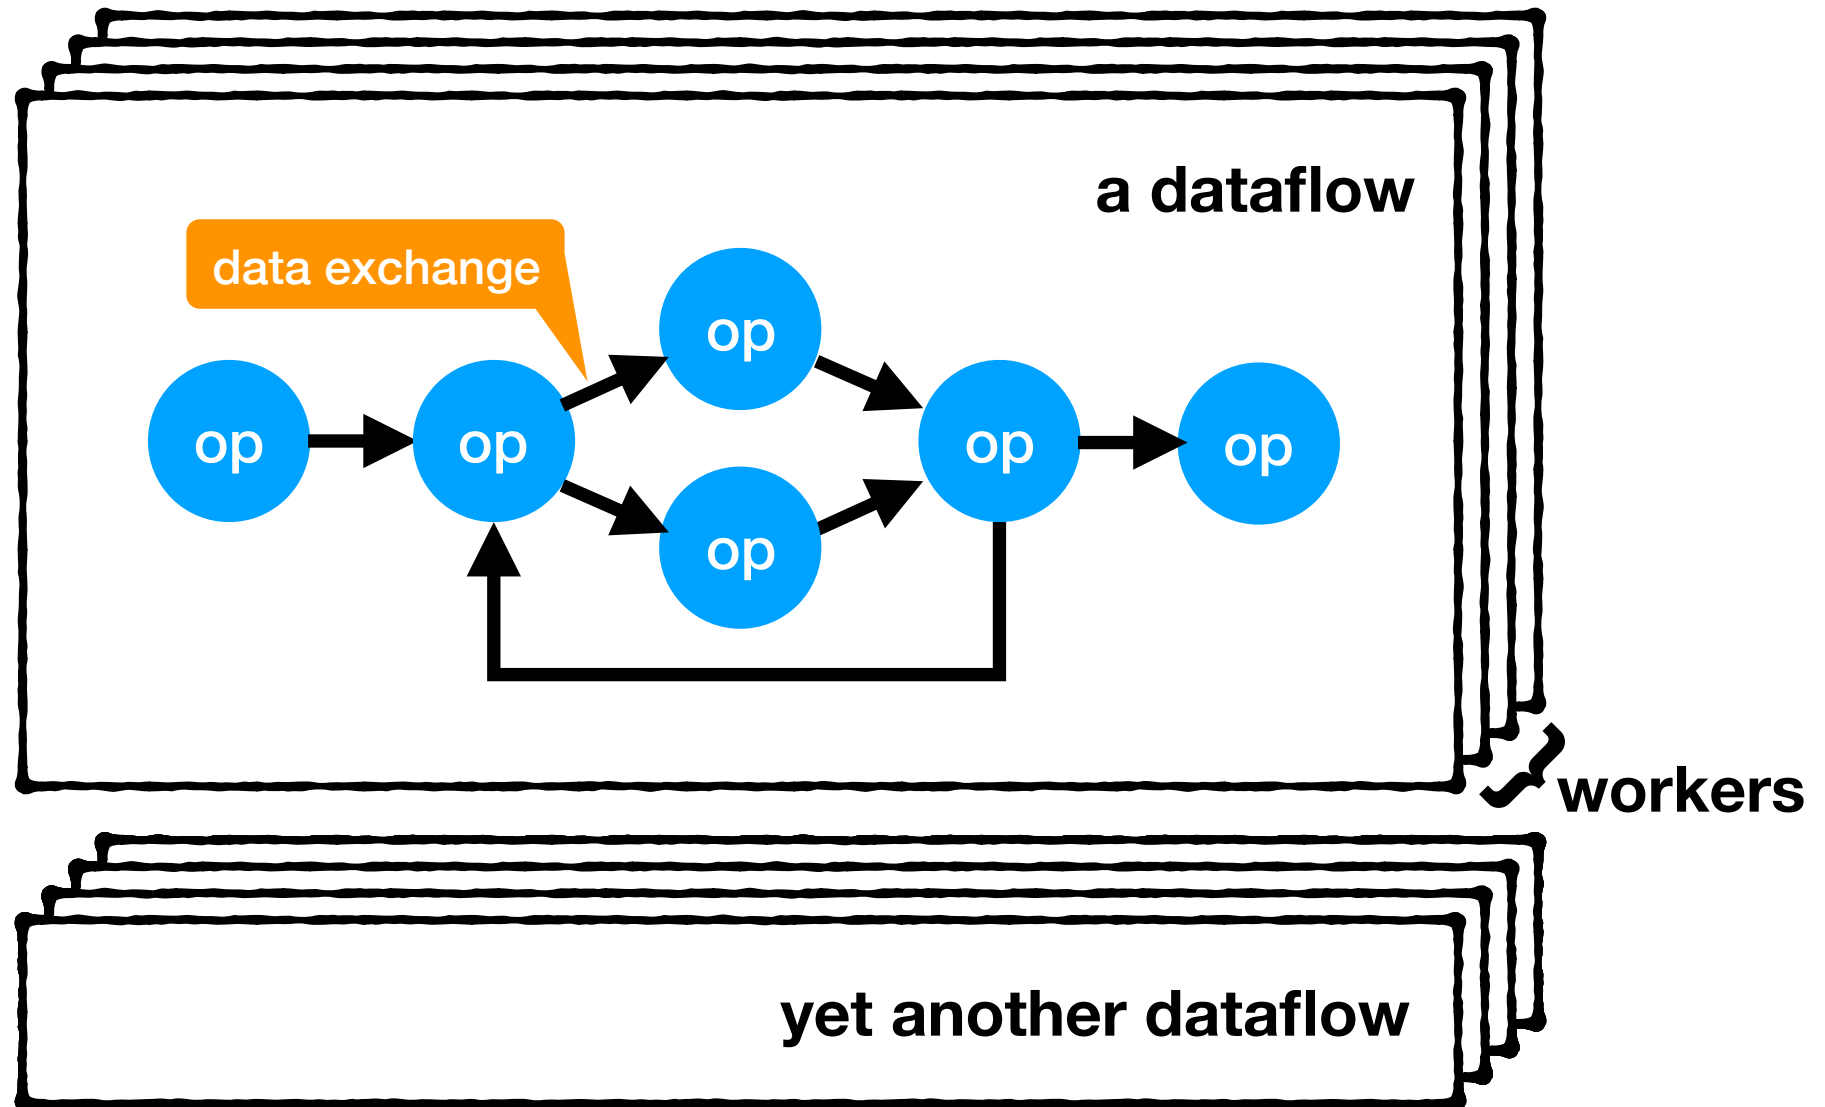 a dataflow
data exchange
op
op
op
op
op
op
workers
yet another dataflow